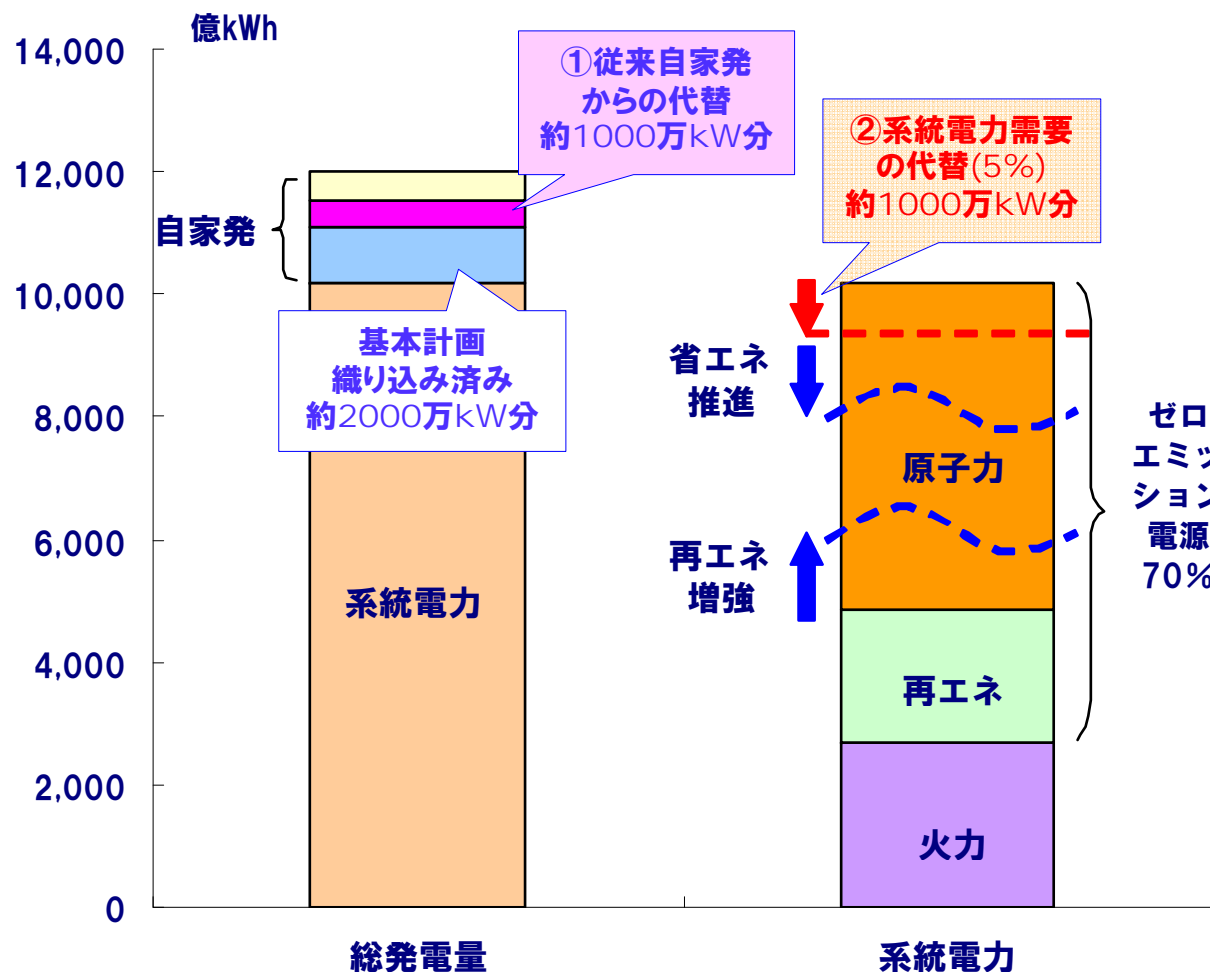 億kWh
14,000
12,000
10,000
8,000
6,000
4,000
2,000
0
①従来自家発
からの代替
約1000万kW分
②系統電力需要
の代替(5%)
約1000万kW分
自家発
基本計画
織り込み済み
約2000万kW分
系統電力
省エネ
推進
再エネ
増強
原子力
再エネ
火力
ゼロ
エミッ
ション
電源
70%
総発電量
系統電力